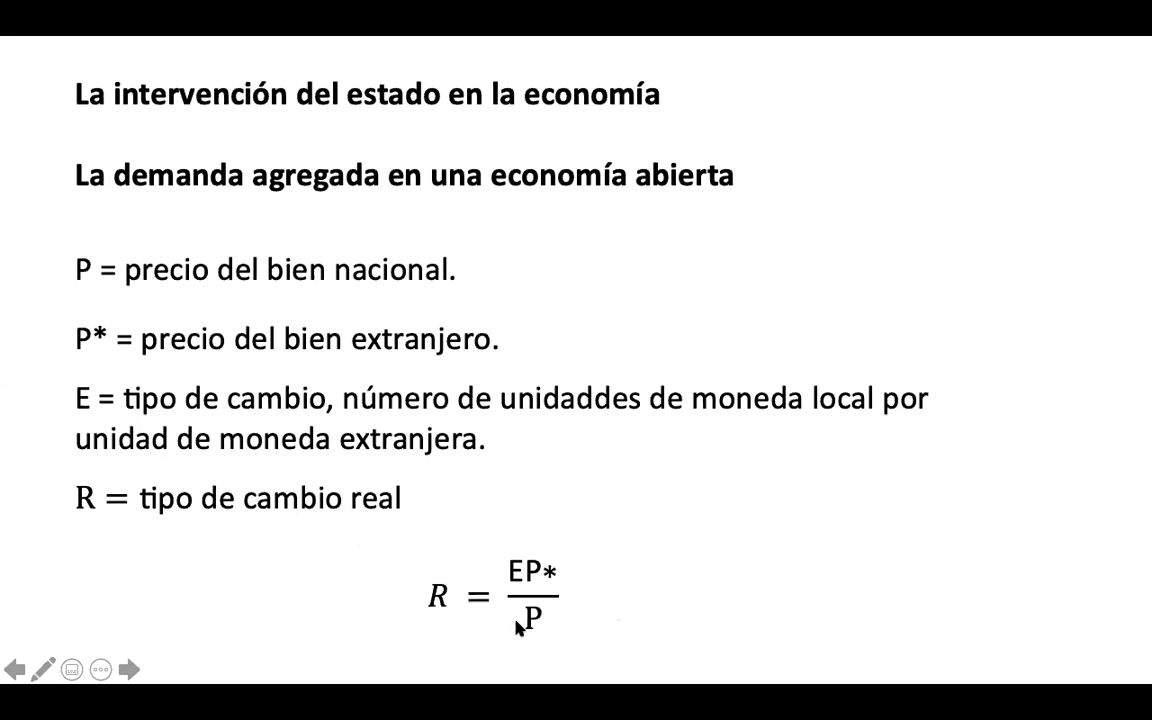 La intervención del estado en la economía
La demanda agregada en una economía abierta
P = precio del bien nacional.
P* = precio del bien extranjero.
E = tipo de cambio, número de unidaddes de moneda local por
unidad de moneda extranjera.
R = tipo de cambio real
R = EP* / P